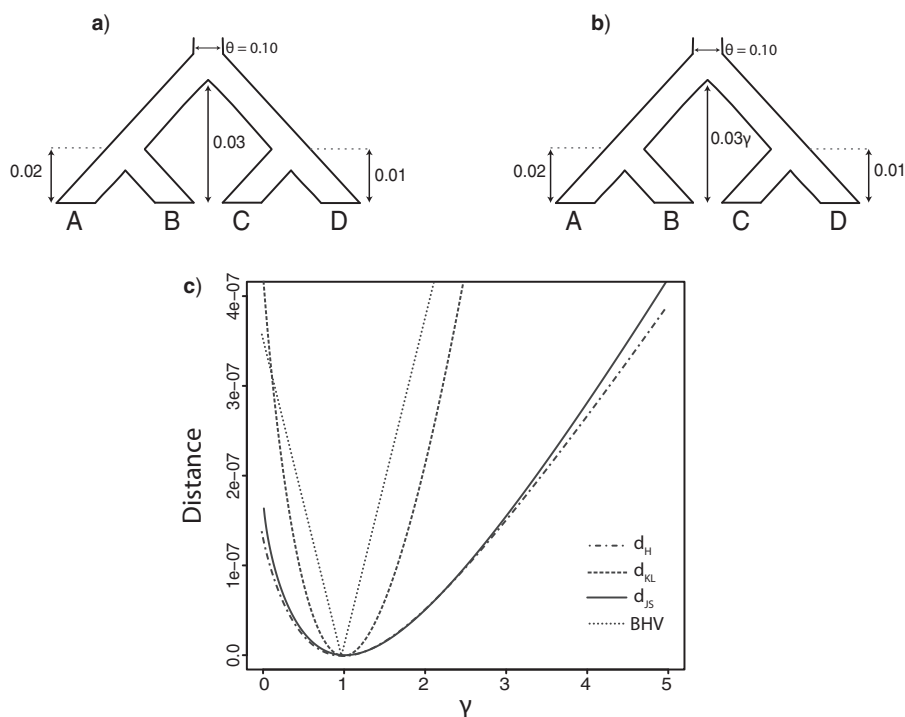 a)
θ = 0.10
0.02
0.03
0.01
A B C D
b)
θ = 0.10
0.02
0.03γ
0.01
A B C D
c)
Distance
4e−07
3e−07
2e−07
1e−07
0.0
0 1 2 3 4 5
γ
d_H
d_KL
d_JS
BHV